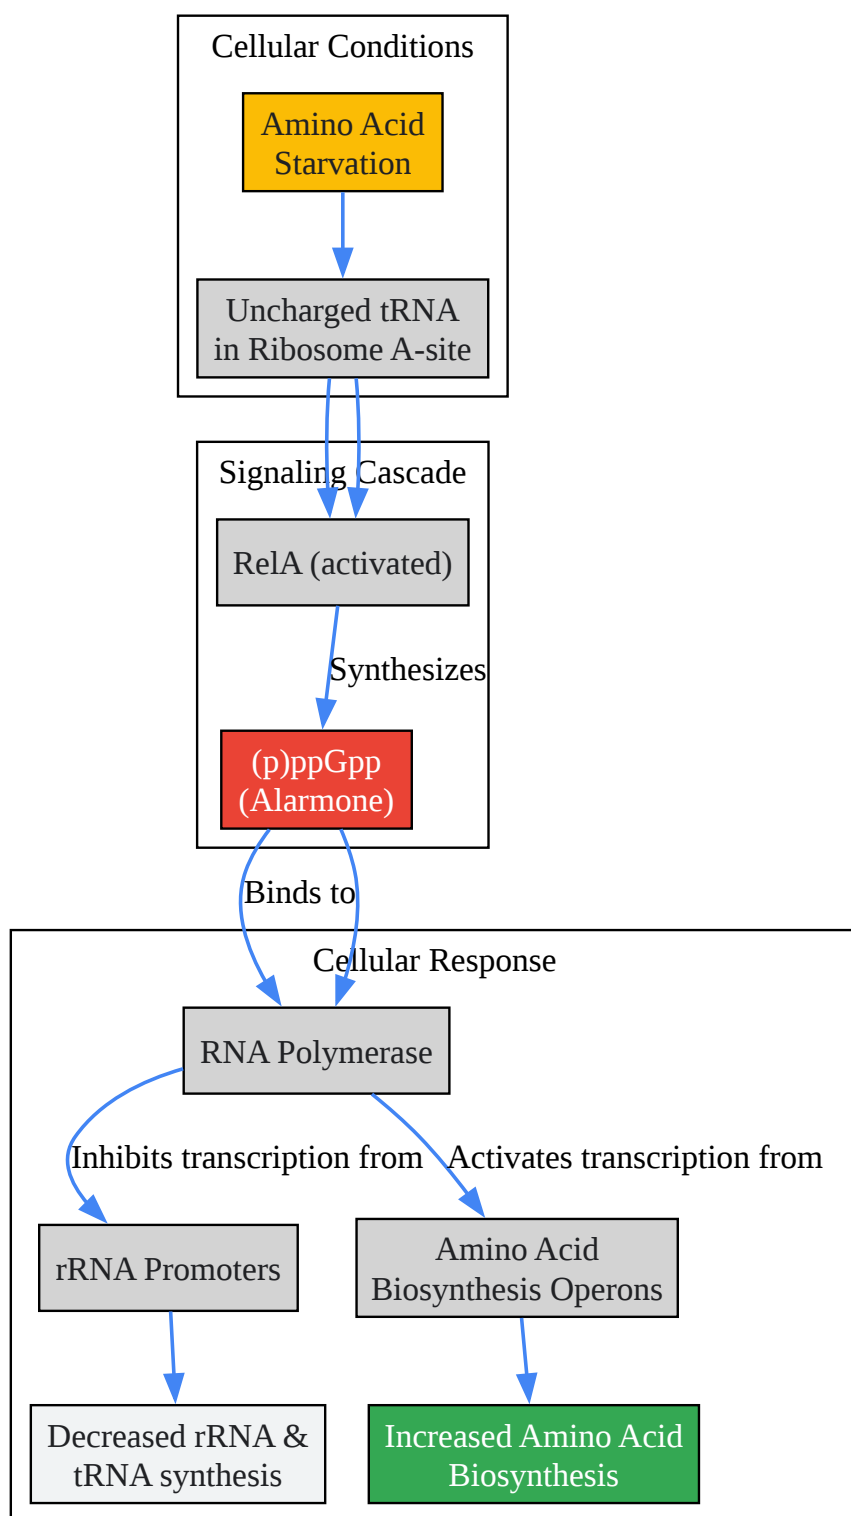 Cellular Conditions
Amino Acid
Starvation
Uncharged tRNA
in Ribosome A-site
Signaling Cascade
RelA (activated)
Synthesizes
(p)ppGpp
(Alarmone)
Binds to
Cellular Response
RNA Polymerase
Inhibits transcription from
Activates transcription from
rRNA Promoters
Amino Acid
Biosynthesis Operons
Decreased rRNA &
tRNA synthesis
Increased Amino Acid
Biosynthesis